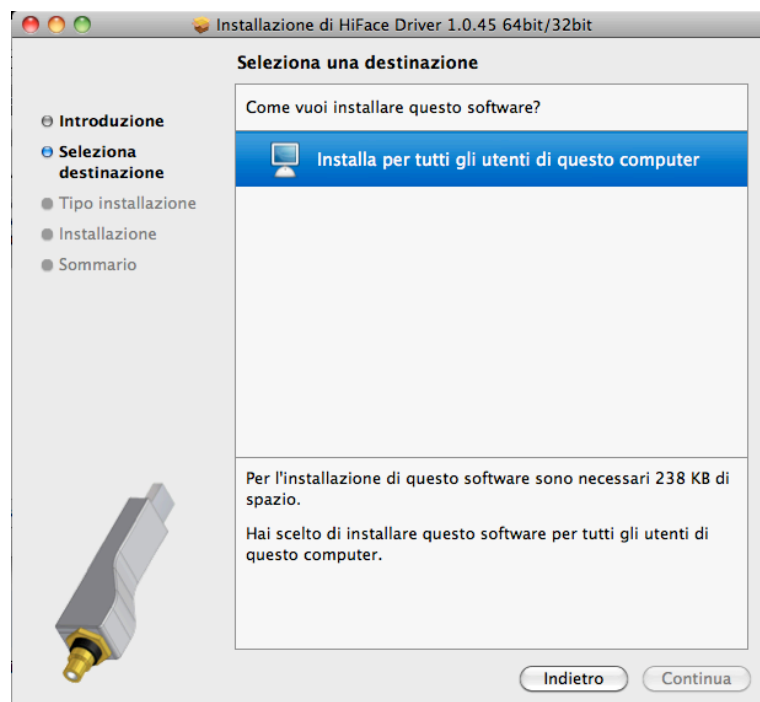 Installazione di HiFace Driver 1.0.45 64bit/32bit
Seleziona una destinazione
Introduzione
Seleziona
destinazione
Tipo installazione
Installazione
Sommario
Come vuoi installare questo software?
Installa per tutti gli utenti di questo computer
Per l'installazione di questo software sono necessari 238 KB di
spazio.
Hai scelto di installare questo software per tutti gli utenti di
questo computer.
Indietro
Continua